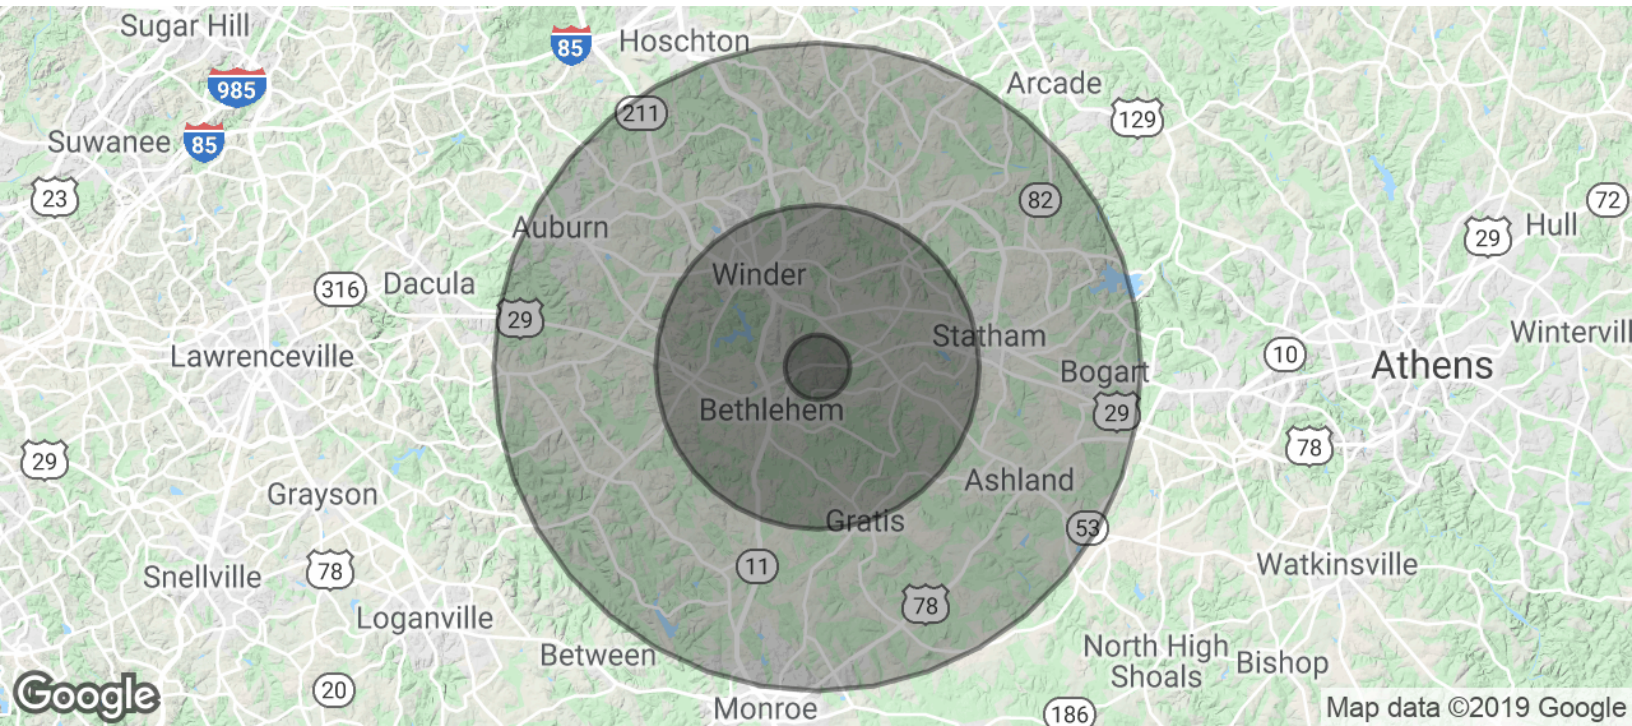 Sugar Hill
85
Hoschton
985
Arcade
211
129
Suwanee
85
23
82
72
Auburn
29
Hull
Winder
Dacula
316
29
Statham
Wintervill
Lawrenceville
10
Athens
Bogart
Bethlehem
29
78
29
Ashland
Grayson
Gratis
53
Snellville
78
11
Watkinsville
78
Loganville
Between
North High
Shoals
Bishop
Google
20
Monroe
186
Map data ©2019 Google